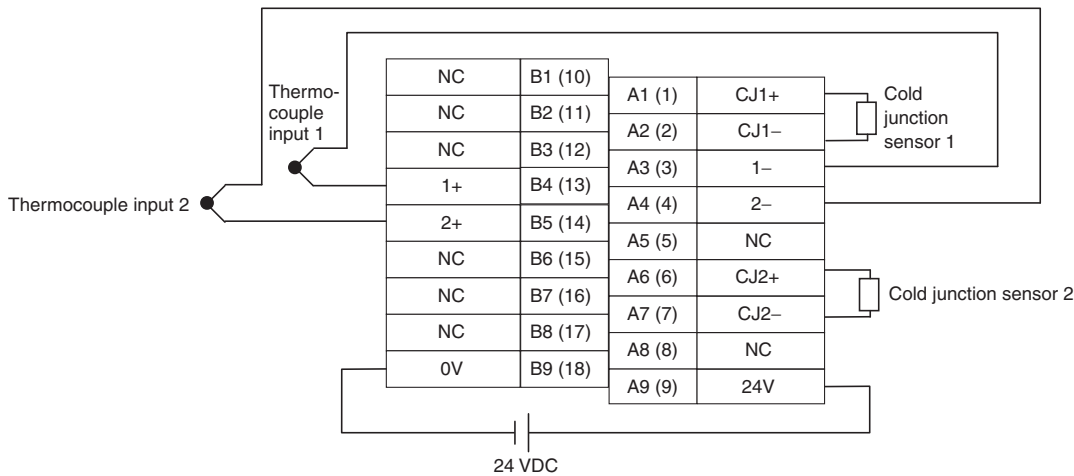 Thermo-
couple
input 1
Thermocouple input 2
NC B1 (10)
NC B2 (11)
NC B3 (12)
1+ B4 (13)
2+ B5 (14)
NC B6 (15)
NC B7 (16)
NC B8 (17)
0V B9 (18)
A1 (1) CJ1+
A2 (2) CJ1−
A3 (3) 1−
A4 (4) 2−
A5 (5) NC
A6 (6) CJ2+
A7 (7) CJ2−
A8 (8) NC
A9 (9) 24V
Cold
junction
sensor 1
Cold junction sensor 2
24 VDC